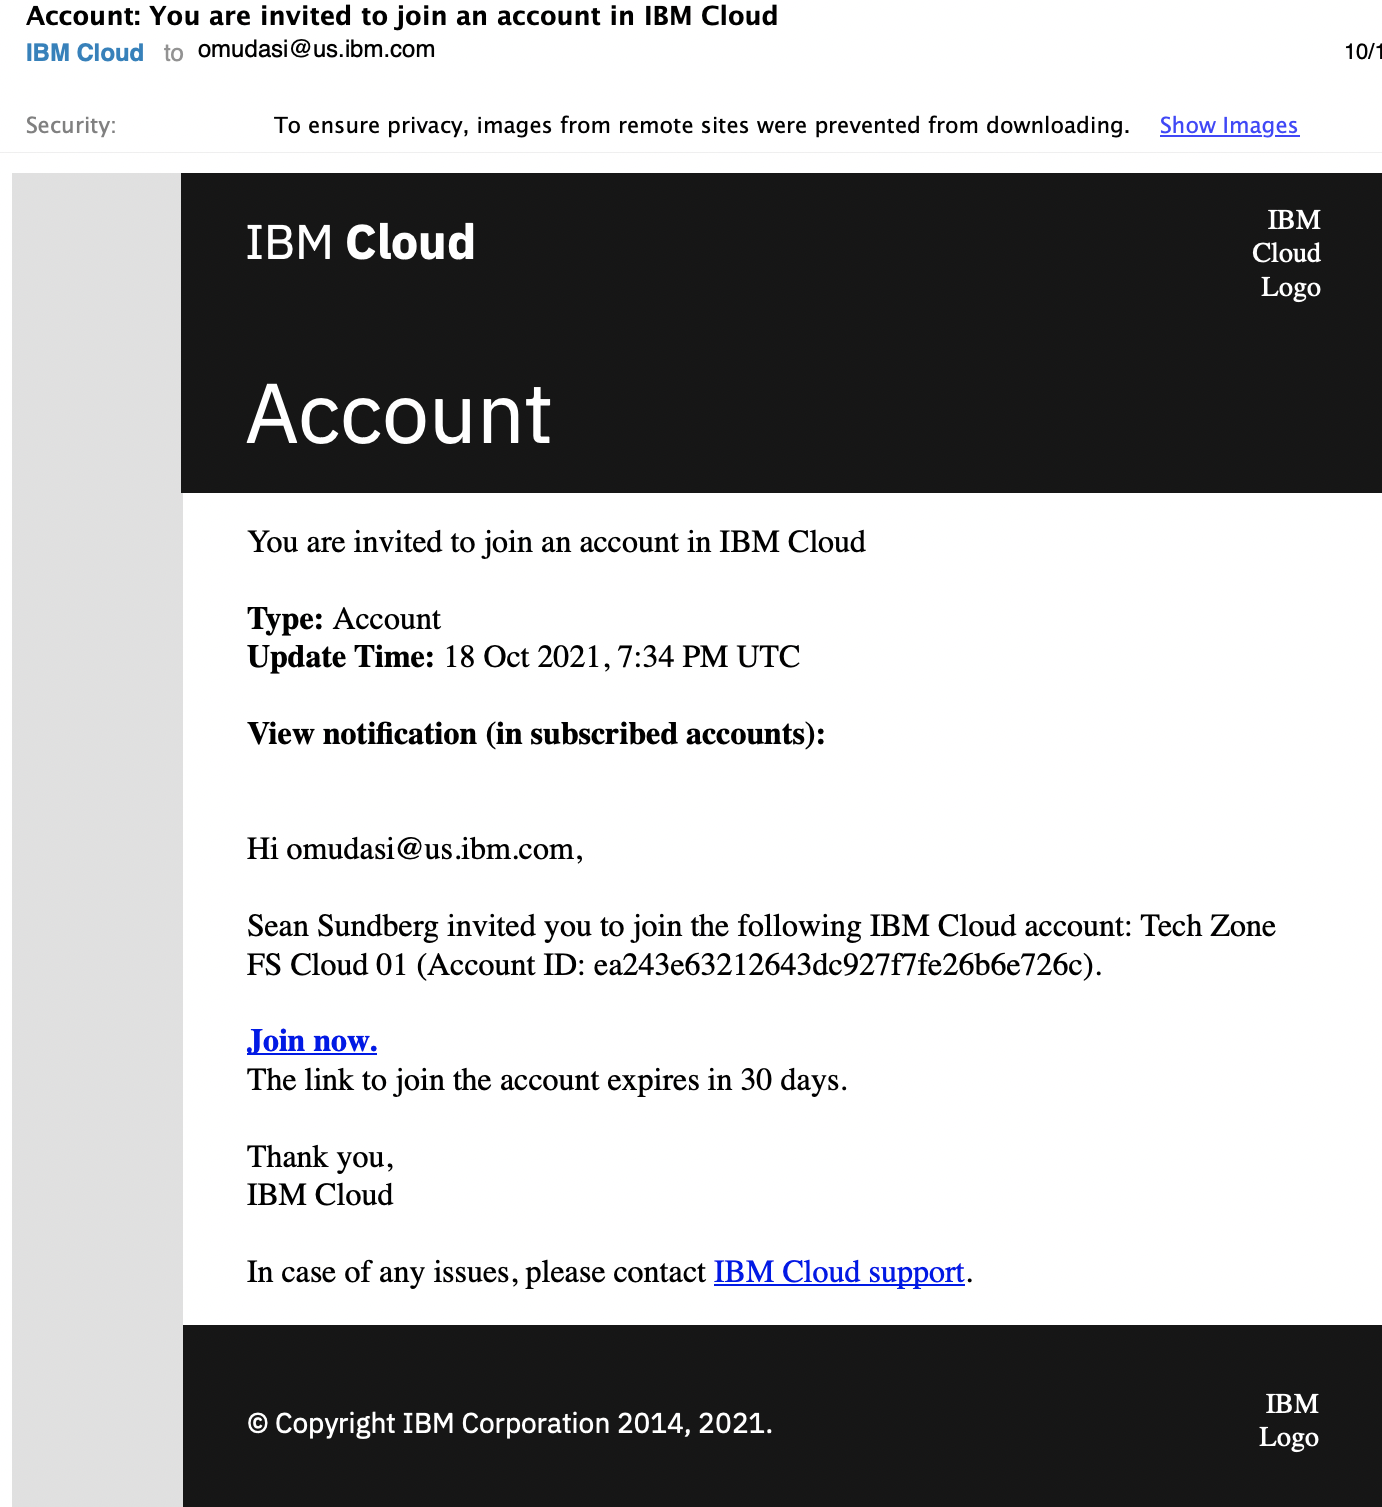 Account: You are invited to join an account in IBM Cloud
IBM Cloud to omudasi@us.ibm.com 10/1
Security: To ensure privacy, images from remote sites were prevented from downloading. Show Images
IBM Cloud
IBM
Cloud
Logo
Account
You are invited to join an account in IBM Cloud
Type: Account
Update Time: 18 Oct 2021, 7:34 PM UTC
View notification (in subscribed accounts):
Hi omudasi@us.ibm.com,
Sean Sundberg invited you to join the following IBM Cloud account: Tech Zone
FS Cloud 01 (Account ID: ea243e63212643dc927f7fe26b6e726c).
Join now.
The link to join the account expires in 30 days.
Thank you,
IBM Cloud
In case of any issues, please contact IBM Cloud support.
© Copyright IBM Corporation 2014, 2021.
IBM
Logo